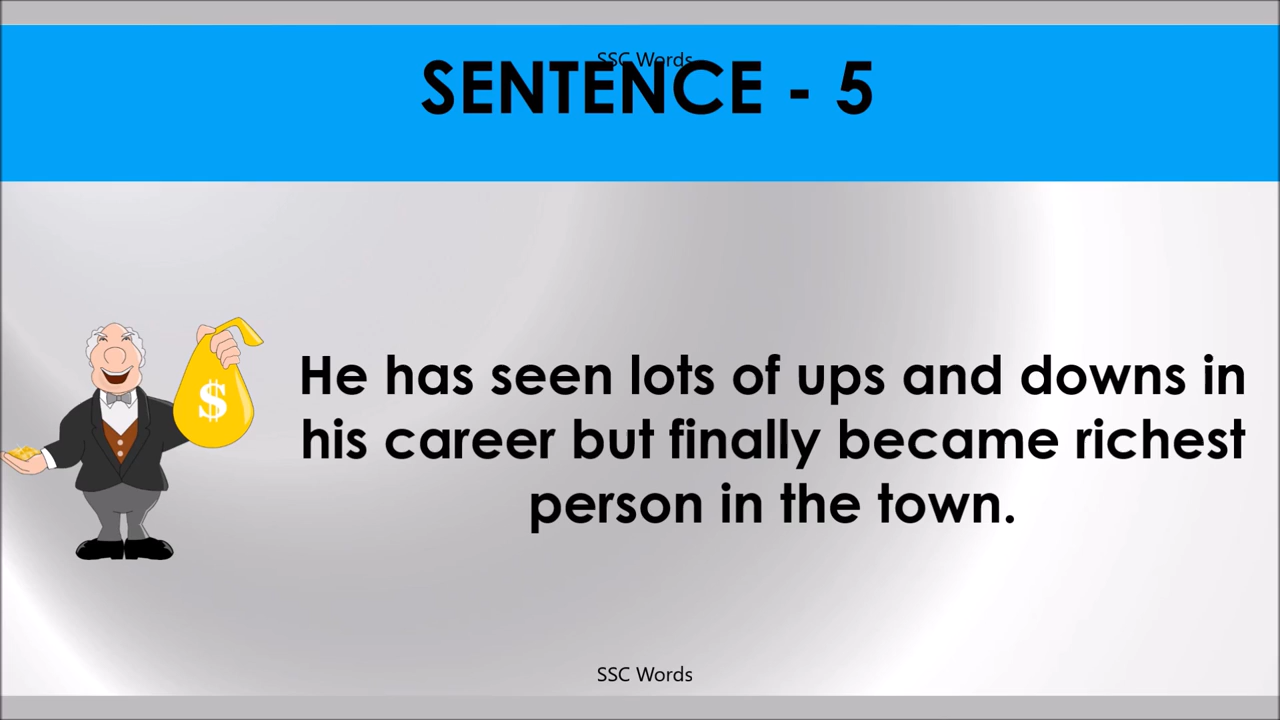 SSC Words
SENTENCE - 5
$
He has seen lots of ups and downs in
his career but finally became richest
person in the town.
SSC Words